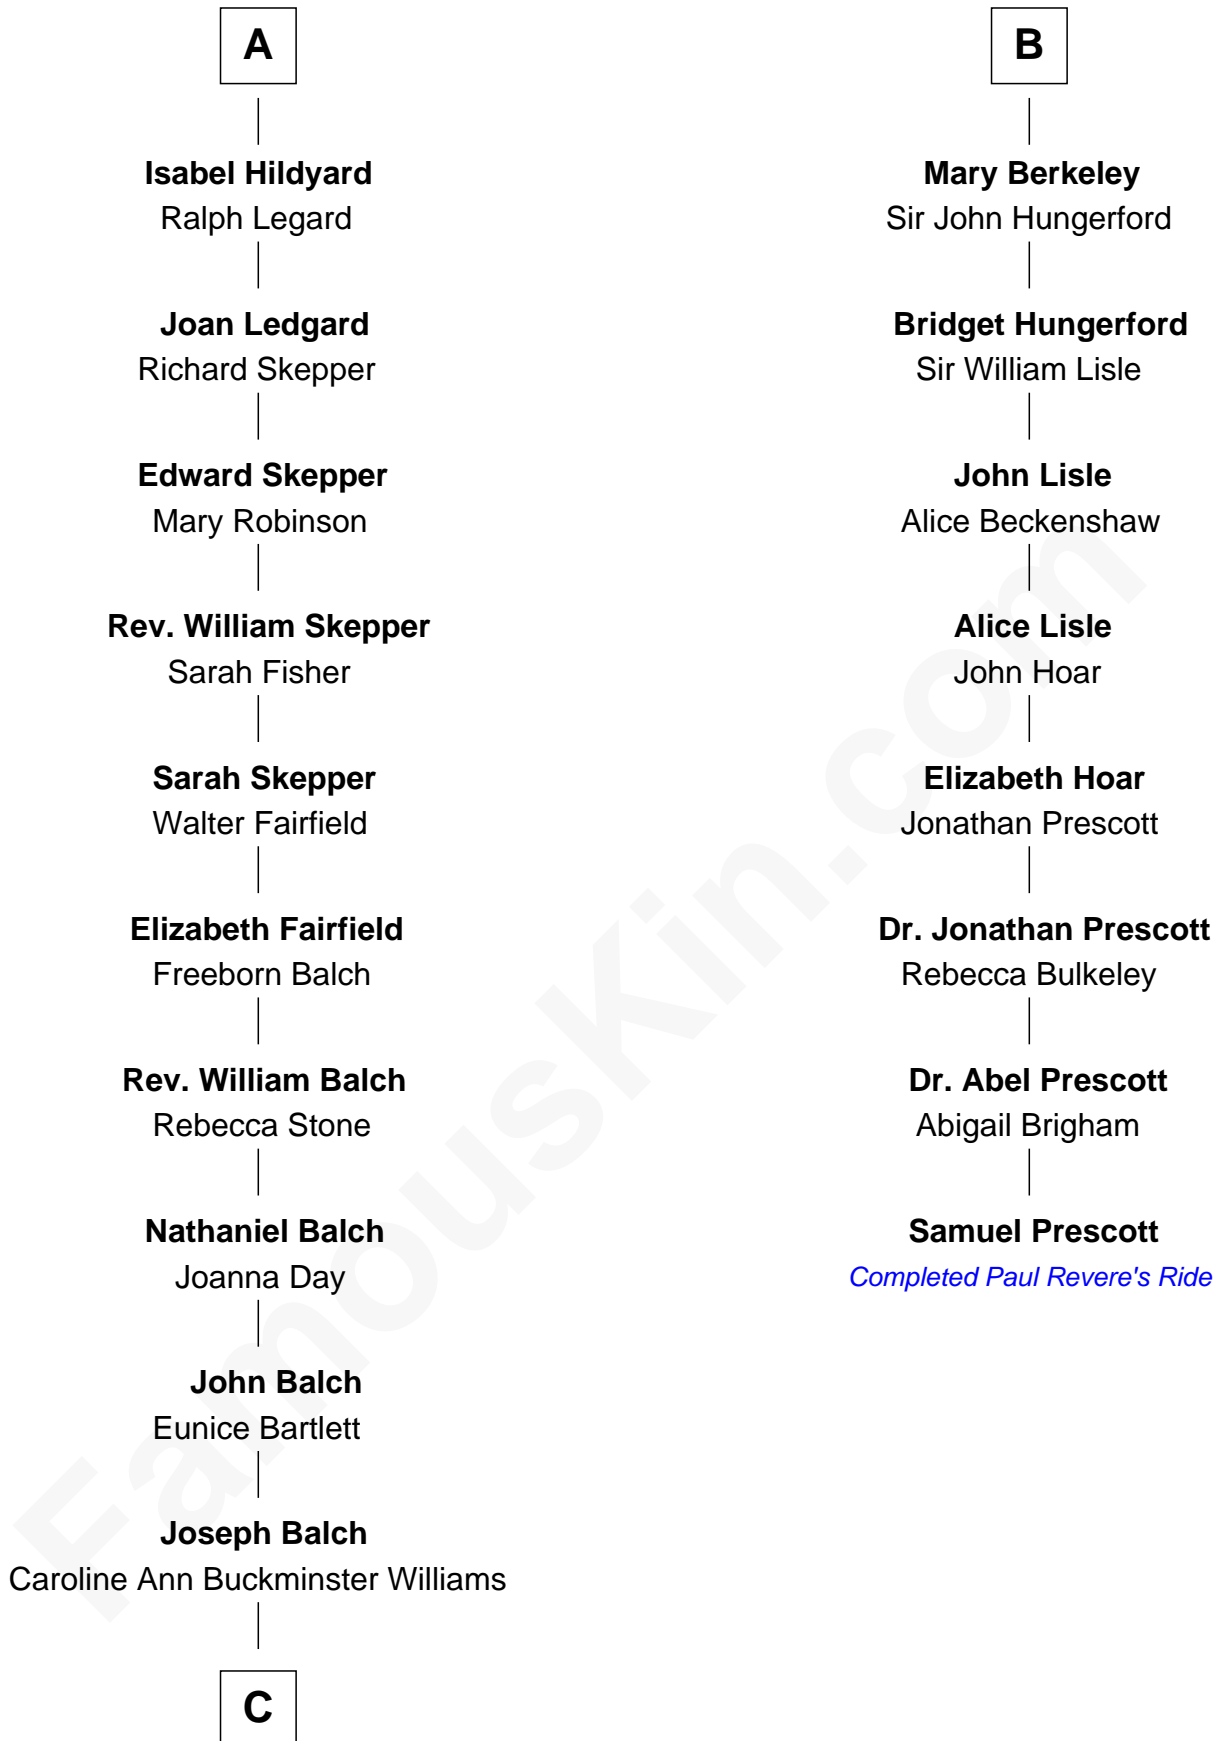 A
Isabel Hildyard
Ralph Legard
Joan Ledgard
Richard Skepper
Edward Skepper
Mary Robinson
Rev. William Skepper
Sarah Fisher
Sarah Skepper
Walter Fairfield
Elizabeth Fairfield
Freeborn Balch
Rev. William Balch
Rebecca Stone
Nathaniel Balch
Joanna Day
John Balch
Eunice Bartlett
Joseph Balch
Caroline Ann Buckminster Williams
C
B
Mary Berkeley
Sir John Hungerford
Bridget Hungerford
Sir William Lisle
John Lisle
Alice Beckenshaw
Alice Lisle
John Hoar
Elizabeth Hoar
Jonathan Prescott
Dr. Jonathan Prescott
Rebecca Bulkeley
Dr. Abel Prescott
Abigail Brigham
Samuel Prescott
Completed Paul Revere's Ride
FamousKin.com